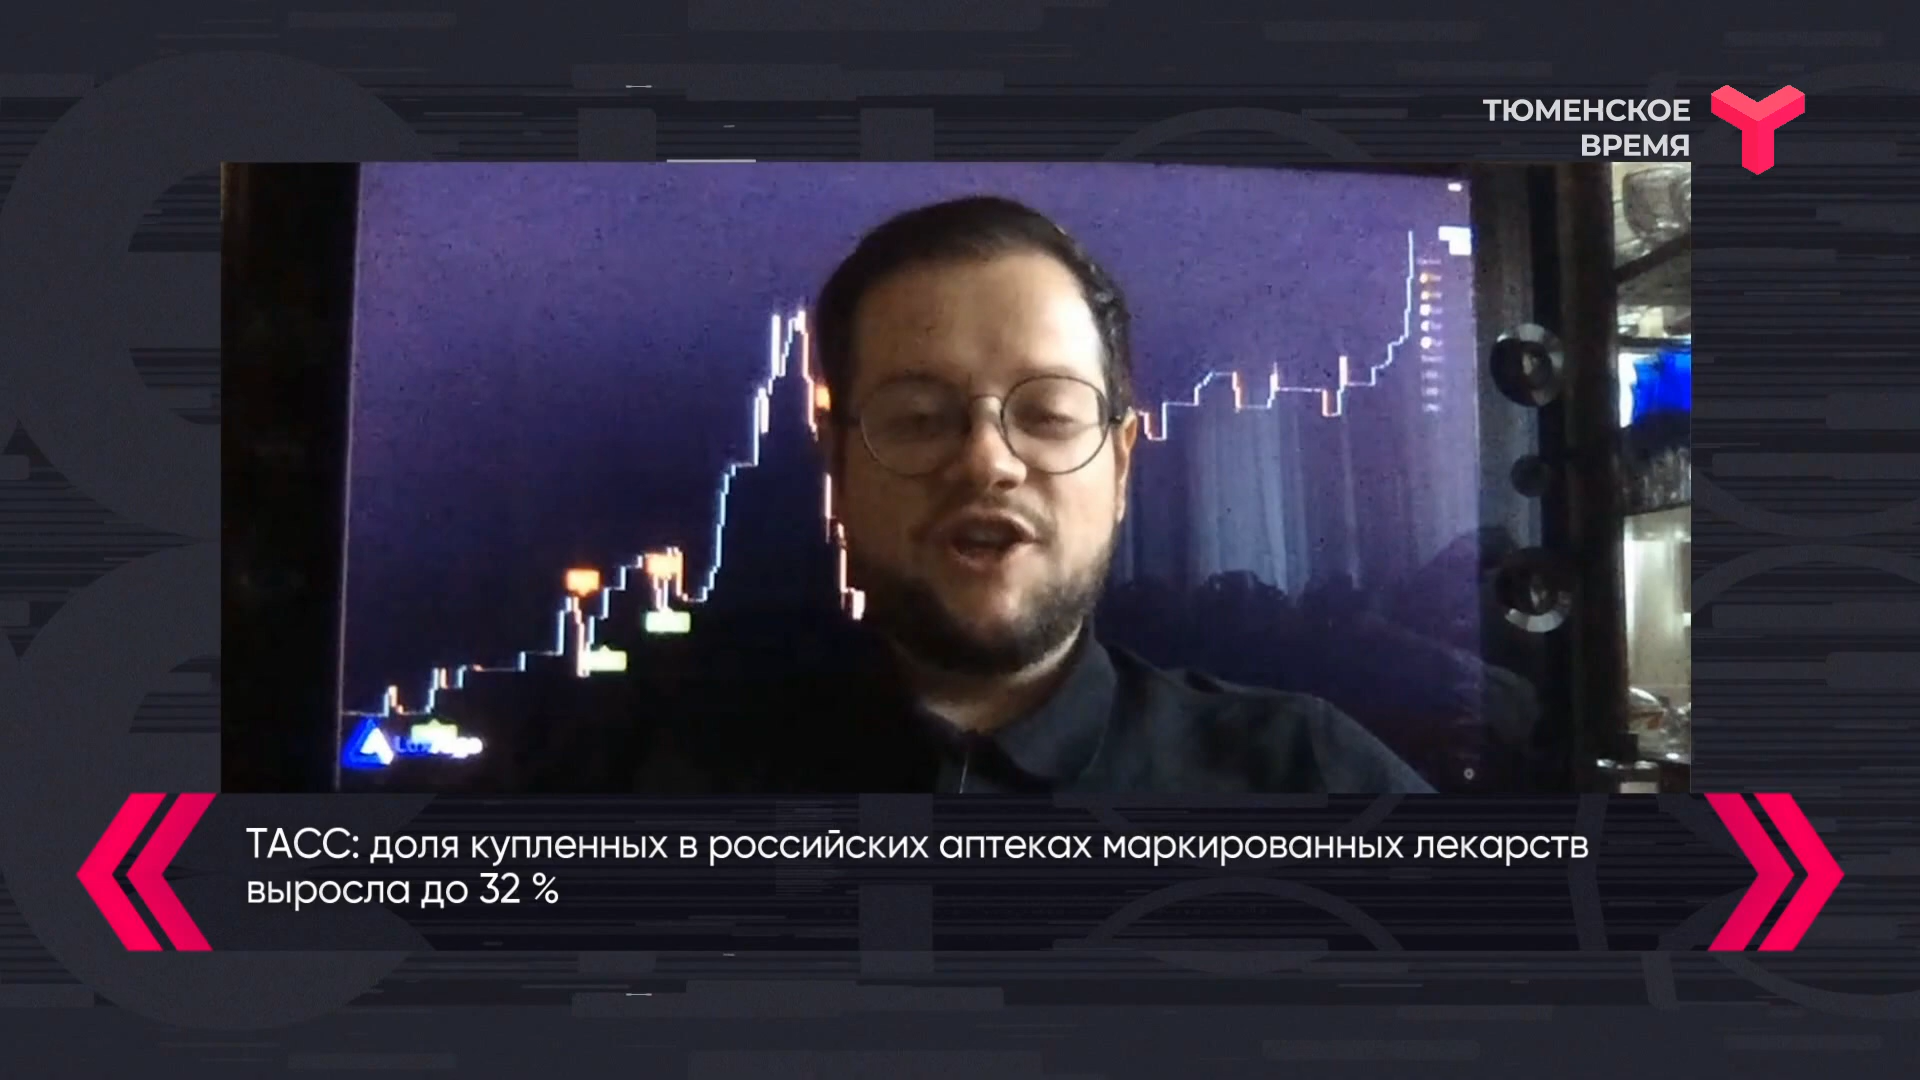 ТЮМЕНСКОЕ
ВРЕМЯ
ТАСС: доля купленных в российских аптеках маркированных лекарств
выросла до 32 %